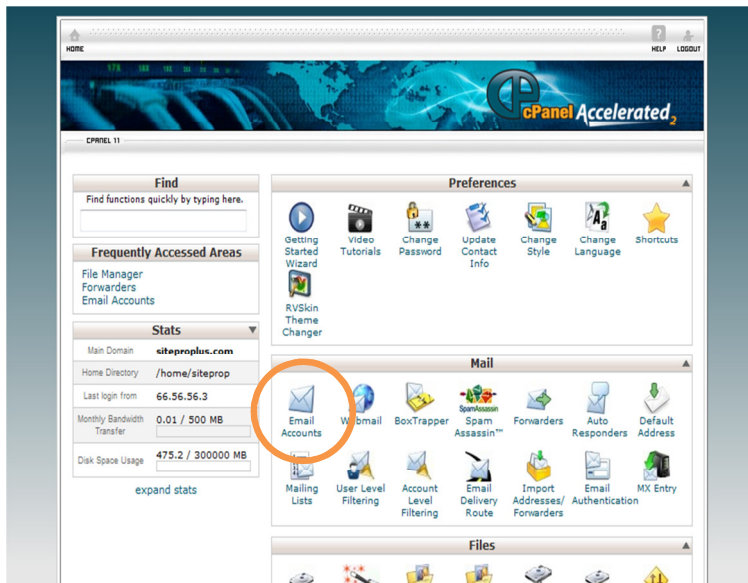 HOME
HELP LOGOUT
cPanel Accelerated2
CPANEL 11
Find
Find functions quickly by typing here.
Frequently Accessed Areas
File Manager
Forwarders
Email Accounts
Stats
Main Domain siteproplus.com
Home Directory /home/siteprop
Last login from 66.56.56.3
Monthly Bandwidth Transfer 0.01 / 500 MB
Disk Space Usage 475.2 / 300000 MB
expand stats
Preferences
Getting Started Wizard
Video Tutorials
Change Password
Update Contact Info
Change Style
Change Language
Shortcuts
RVSkin Theme Changer
Mail
Email Accounts
Webmail
BoxTrapper
SpamAssassin
Spam Assassin™
Forwarders
Auto Responders
Default Address
Mailing Lists
User Level Filtering
Account Level Filtering
Email Delivery Route
Import Addresses/ Forwarders
Email Authentication
MX Entry
Files